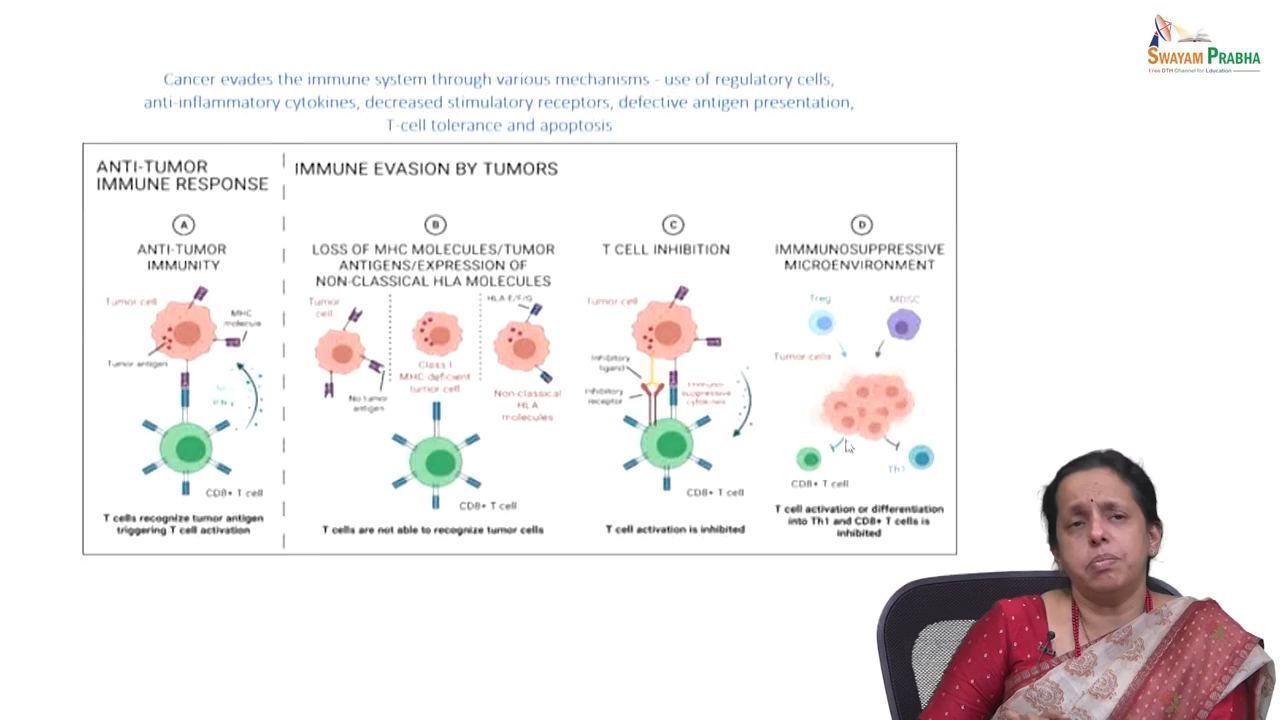 SWAYAM PRABHA
Free DTH Channel for Education
Cancer evades the immune system through various mechanisms - use of regulatory cells,
anti-inflammatory cytokines, decreased stimulatory receptors, defective antigen presentation,
T-cell tolerance and apoptosis
ANTI-TUMOR
IMMUNE RESPONSE
IMMUNE EVASION BY TUMORS
A
ANTI-TUMOR
IMMUNITY
Tumor cell
MHC
molecule
Tumor antigen
CD8+ T cell
T cells recognize tumor antigen
triggering T cell activation
B
LOSS OF MHC MOLECULES/TUMOR
ANTIGENS/EXPRESSION OF
NON-CLASSICAL HLA MOLECULES
Tumor
cell
No tumor
antigen
Class I
MHC-deficient
tumor cell
HLA-E/F/G
Non-classical
HLA
molecules
CD8+ T cell
T cells are not able to recognize tumor cells
C
T CELL INHIBITION
Tumor cell
Inhibitory
ligand
Inhibitory
receptor
Immuno-
suppressive
cytokines
CD8+ T cell
T cell activation is inhibited
D
IMMMUNOSUPPRESSIVE
MICROENVIRONMENT
Treg
MDSC
Tumor cells
Th1
CD8+ T cell
T cell activation or differentiation
into Th1 and CD8+ T cells is
inhibited